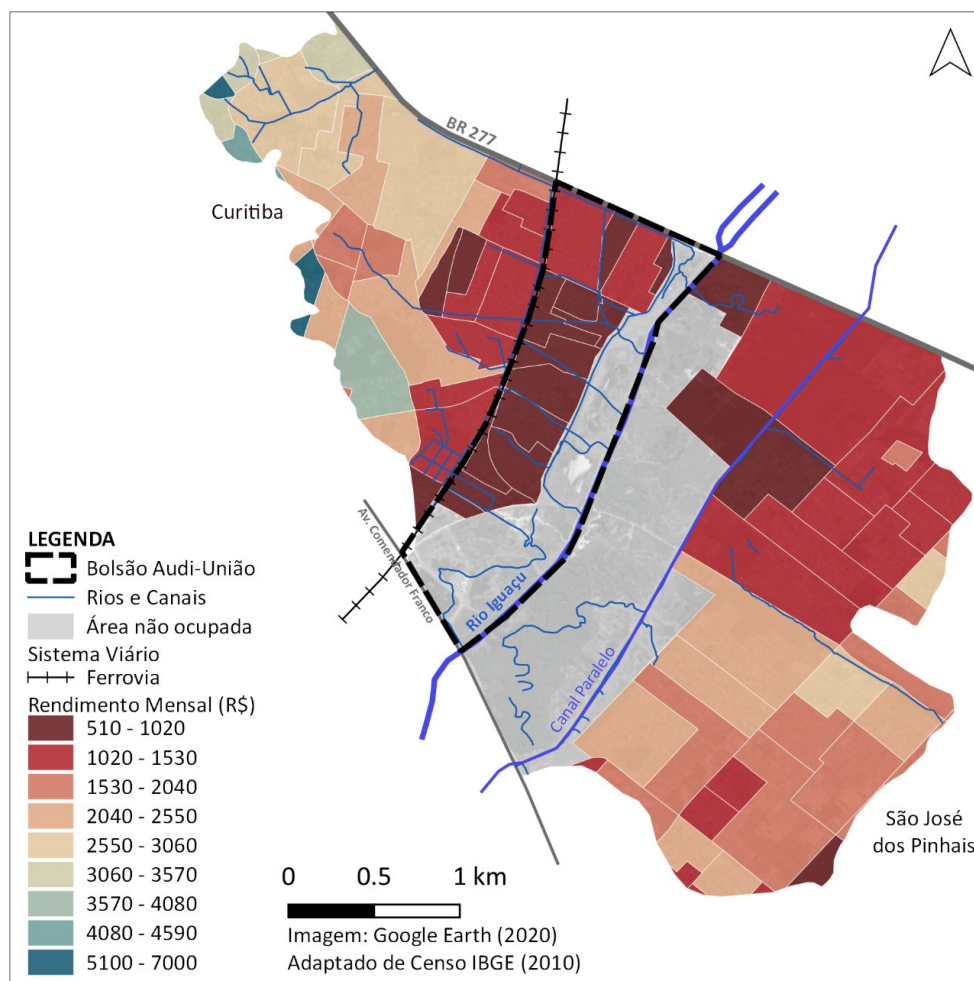 BR 277
Curitiba
LEGENDA
Bolsão Audi-União
Rios e Canais
Área não ocupada
Sistema Viário
Ferrovia
Rendimento Mensal (R$)
510 - 1020
1020 - 1530
1530 - 2040
2040 - 2550
2550 - 3060
3060 - 3570
3570 - 4080
4080 - 4590
5100 - 7000
Av. Comendador Franco
Rio Iguaçu
Canal Paralelo
São José
dos Pinhais
0 0.5 1 km
Imagem: Google Earth (2020)
Adaptado de Censo IBGE (2010)